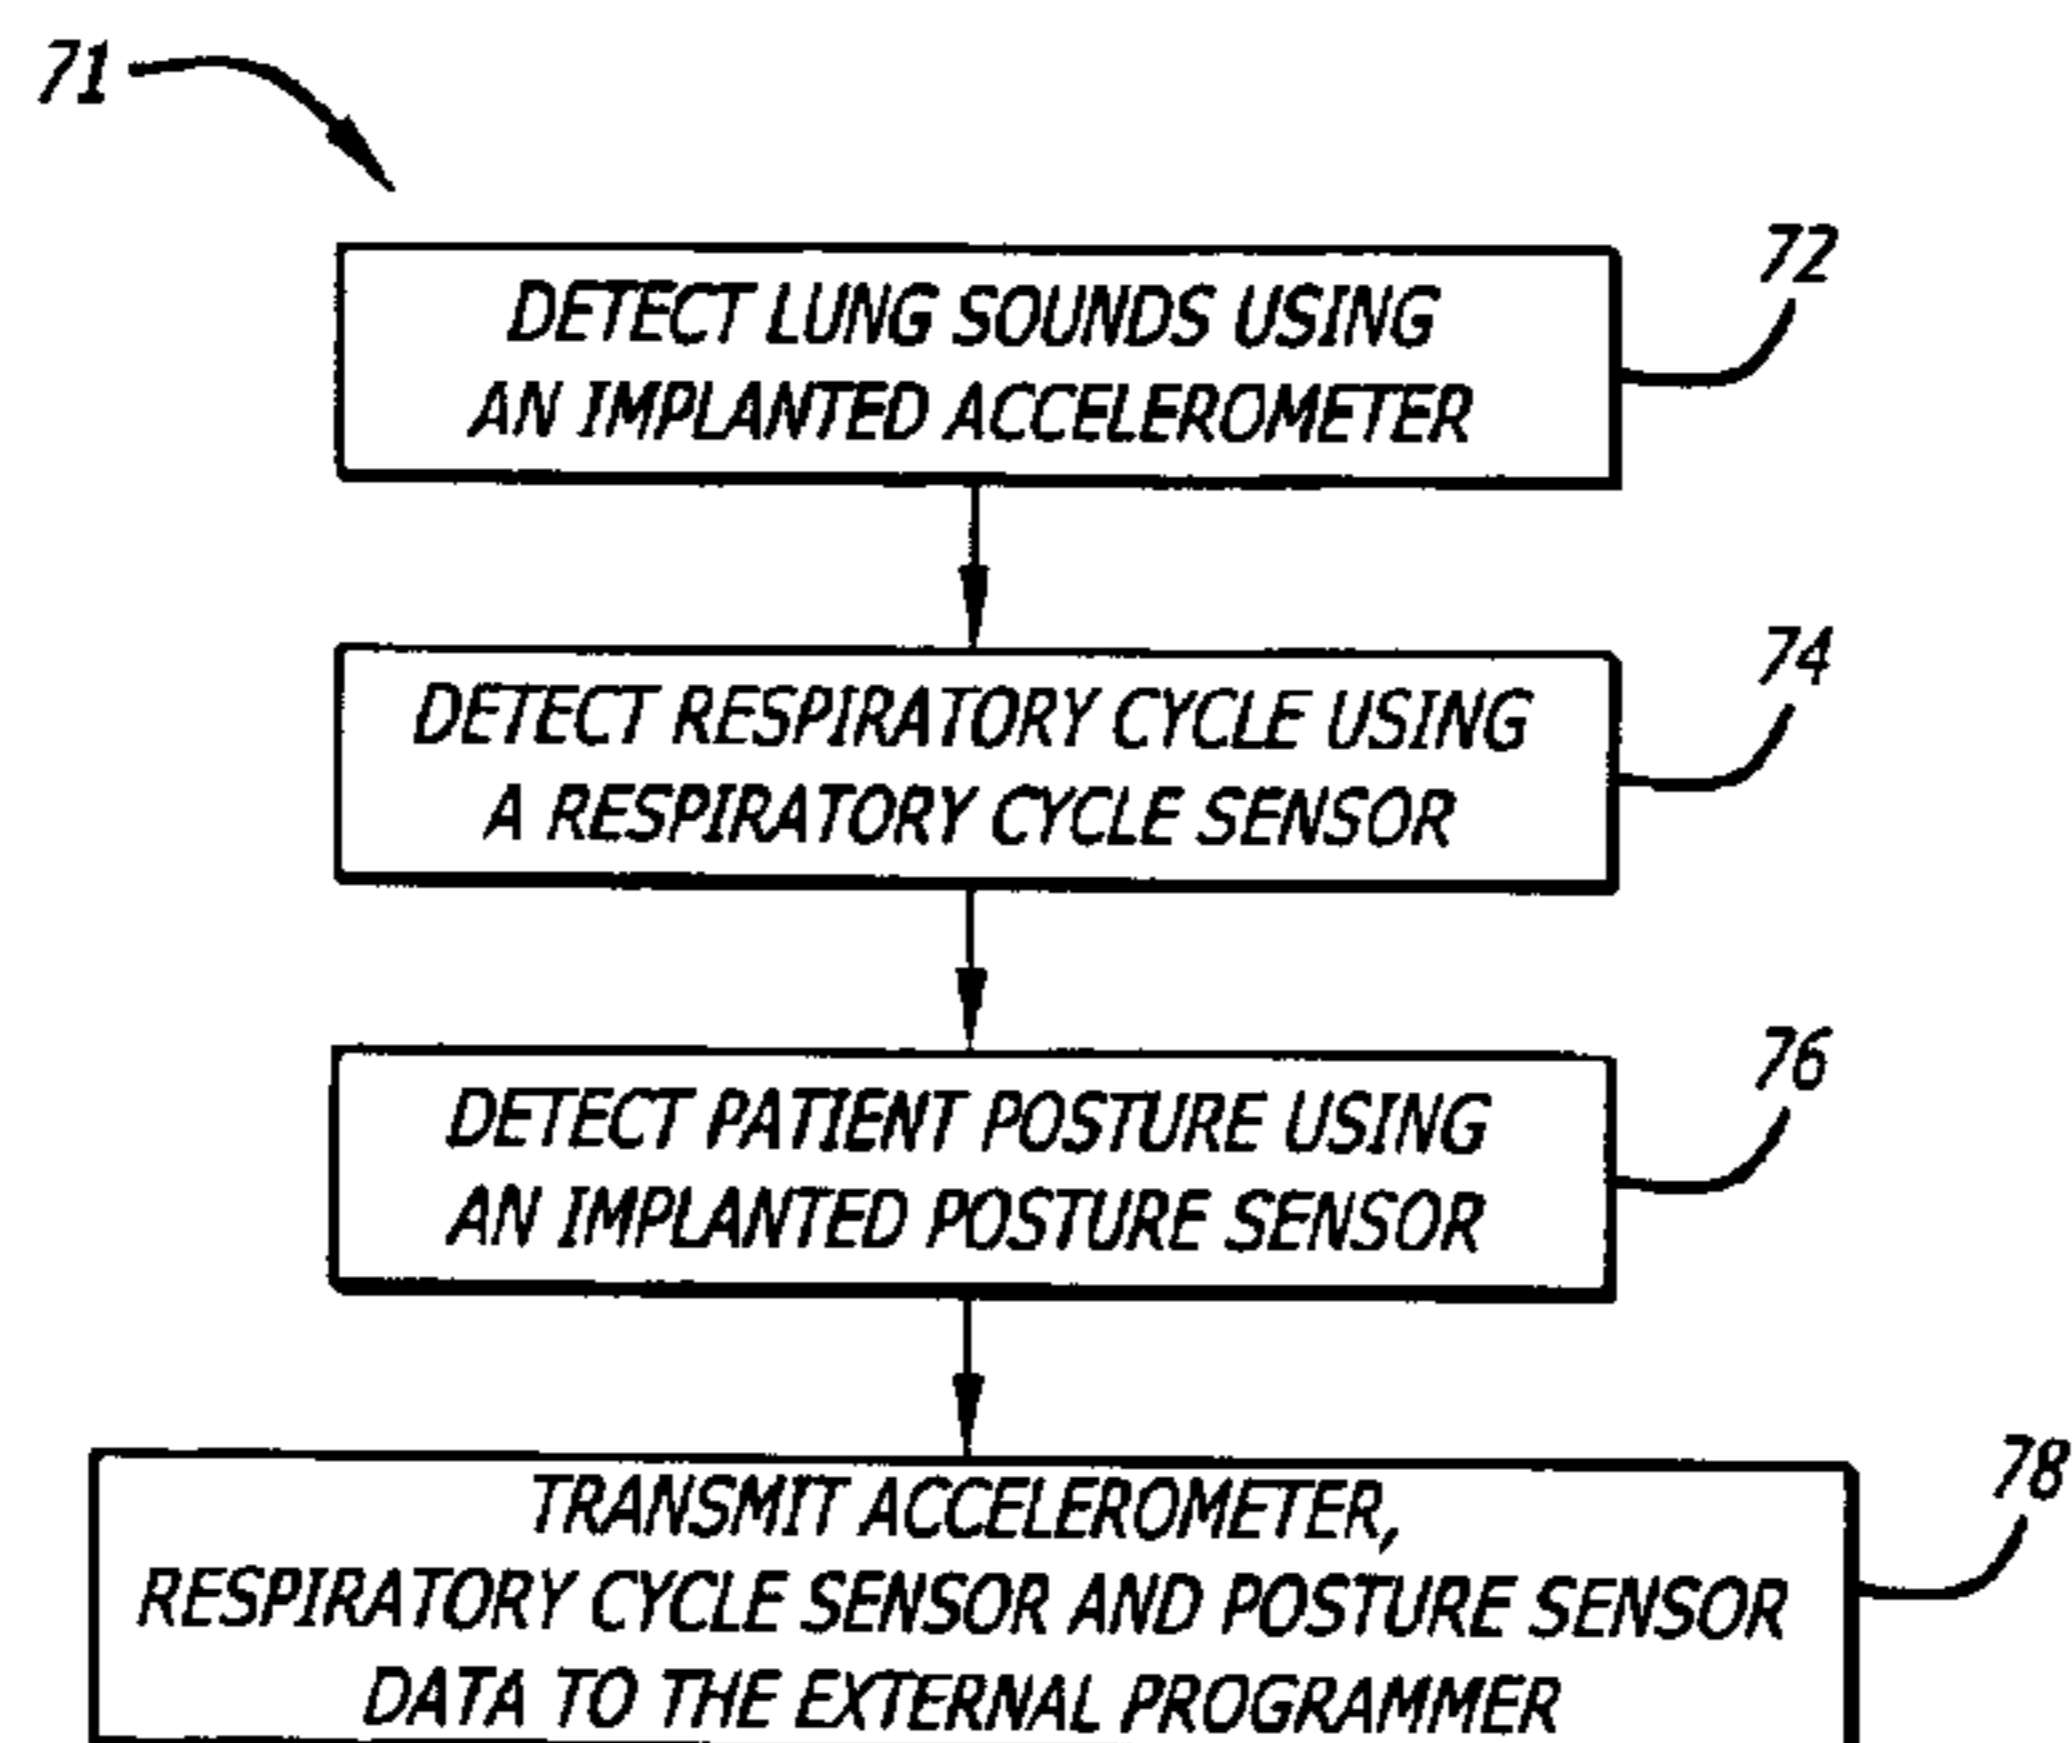 71
72
DETECT LUNG SOUNDS USING
AN IMPLANTED ACCELEROMETER
74
DETECT RESPIRATORY CYCLE USING
A RESPIRATORY CYCLE SENSOR
76
DETECT PATIENT POSTURE USING
AN IMPLANTED POSTURE SENSOR
78
TRANSMIT ACCELEROMETER,
RESPIRATORY CYCLE SENSOR AND POSTURE SENSOR
DATA TO THE EXTERNAL PROGRAMMER